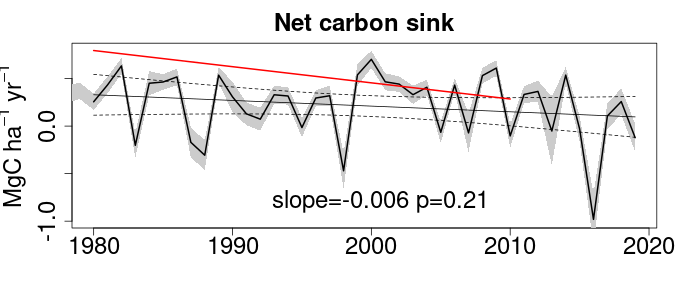 Net carbon sink
MgC ha⁻¹ yr⁻¹
0.0
-1.0
slope=-0.006 p=0.21
1980 1990 2000 2010 2020